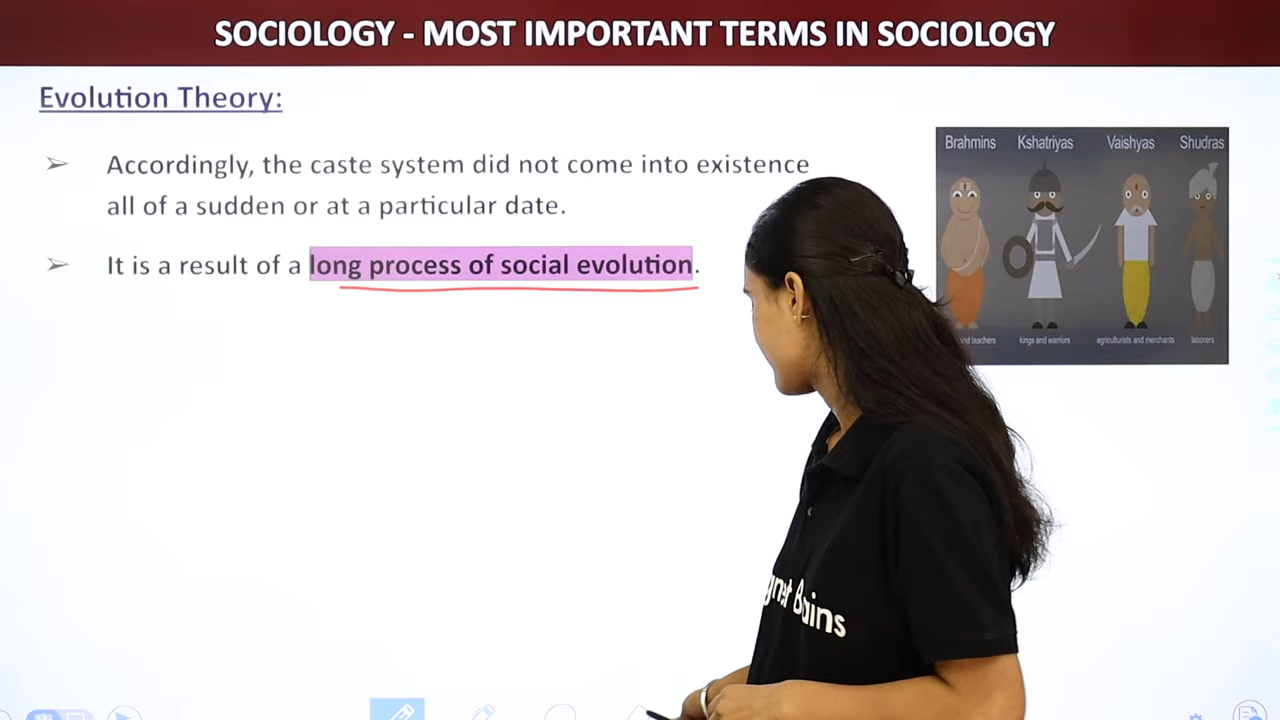 SOCIOLOGY - MOST IMPORTANT TERMS IN SOCIOLOGY
Evolution Theory:
➢ Accordingly, the caste system did not come into existence
all of a sudden or at a particular date.
➢ It is a result of a long process of social evolution.
Brahmins Kshatriyas Vaishyas Shudras
and teachers kings and warriors agriculturists and merchants laborers